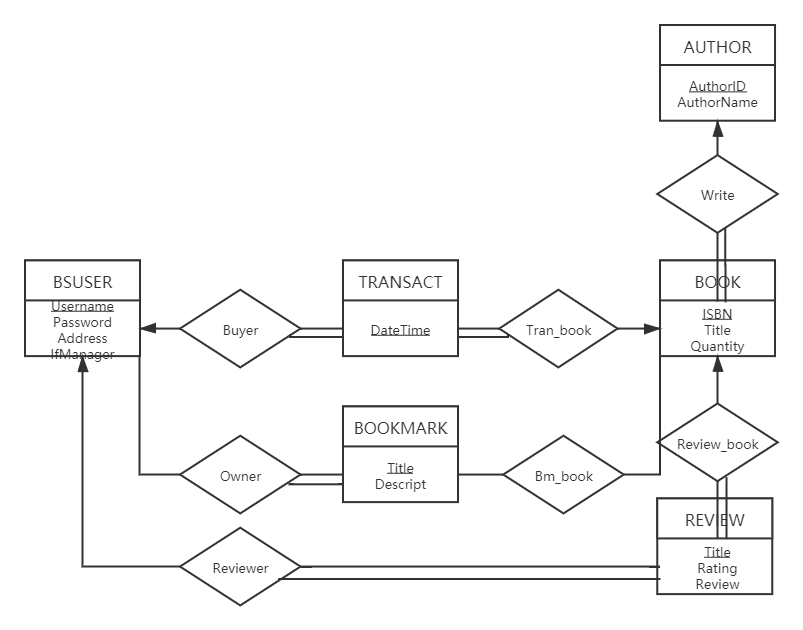 AUTHOR
AuthorID
AuthorName
Write
BSUSER
Username
Password
Address
IfManager
Buyer
TRANSACT
DateTime
Tran_book
BOOK
ISBN
Title
Quantity
Owner
BOOKMARK
Title
Descript
Bm_book
Review_book
Reviewer
REVIEW
Title
Rating
Review